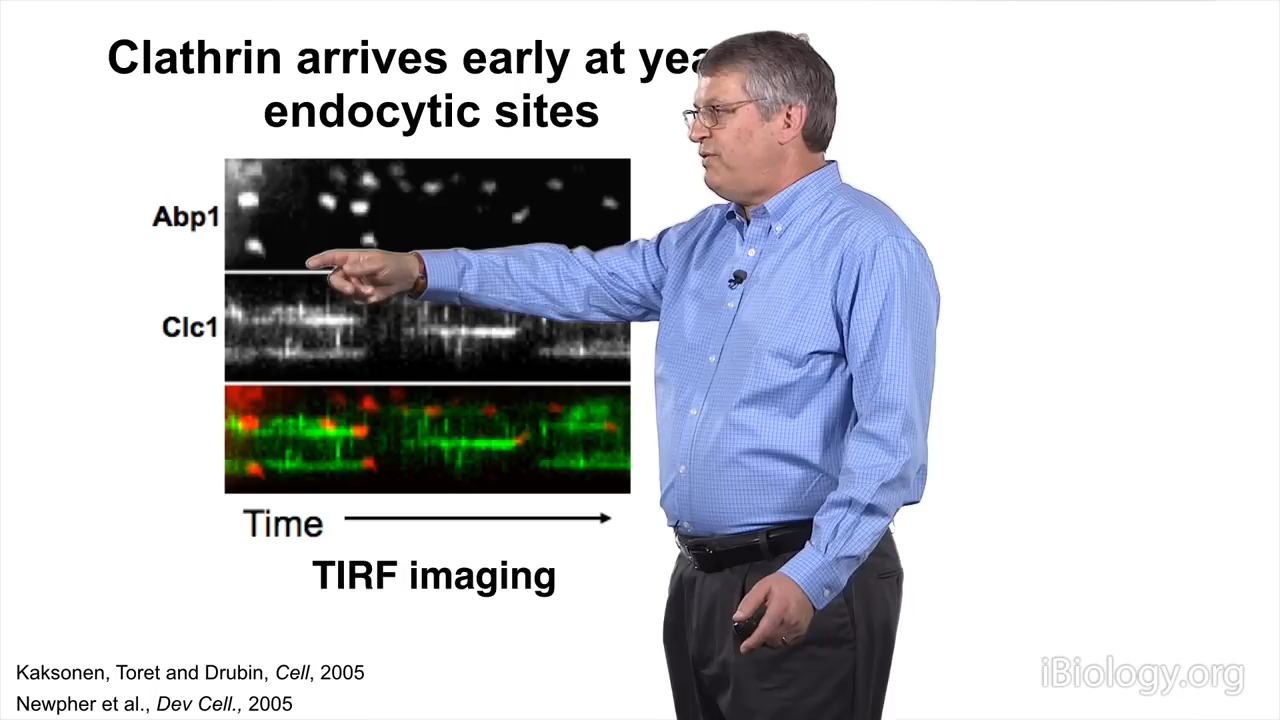 Clathrin arrives early at
endocytic sites
Abp1
Clc1
Time
TIRF imaging
Kaksonen, Toret and Drubin, Cell, 2005
Newpher et al., Dev Cell., 2005
iBiology.org